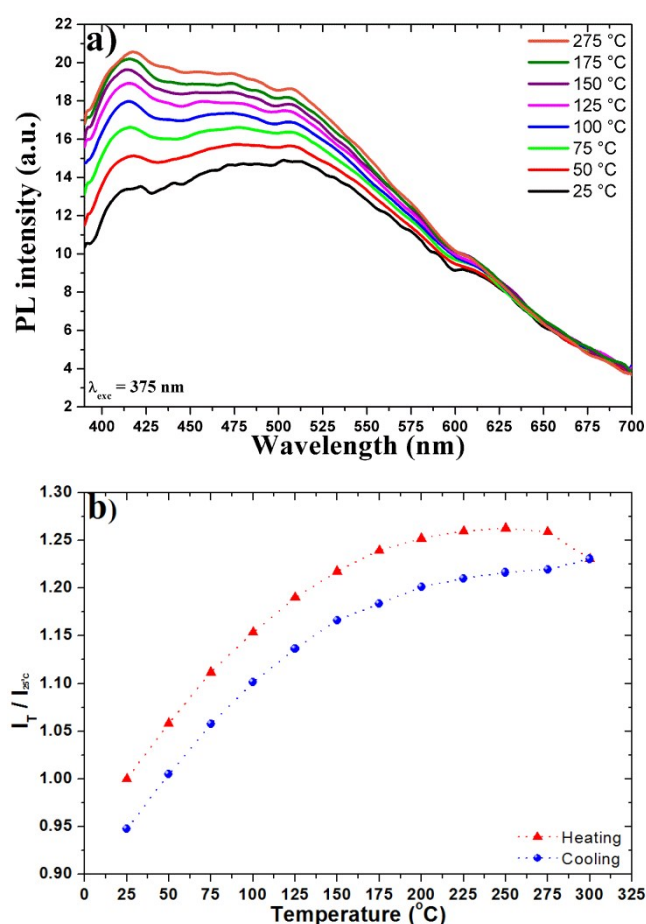 a)
22
20
18
16
14
12
10
8
6
4
2
PL intensity (a.u.)
275 °C
175 °C
150 °C
125 °C
100 °C
75 °C
50 °C
25 °C
λexc = 375 nm
400 425 450 475 500 525 550 575 600 625 650 675 700
Wavelength (nm)
b)
1.30
1.25
1.20
1.15
1.10
1.05
1.00
0.95
0.90
IT / I25°C
Heating
Cooling
0 25 50 75 100 125 150 175 200 225 250 275 300 325
Temperature (°C)